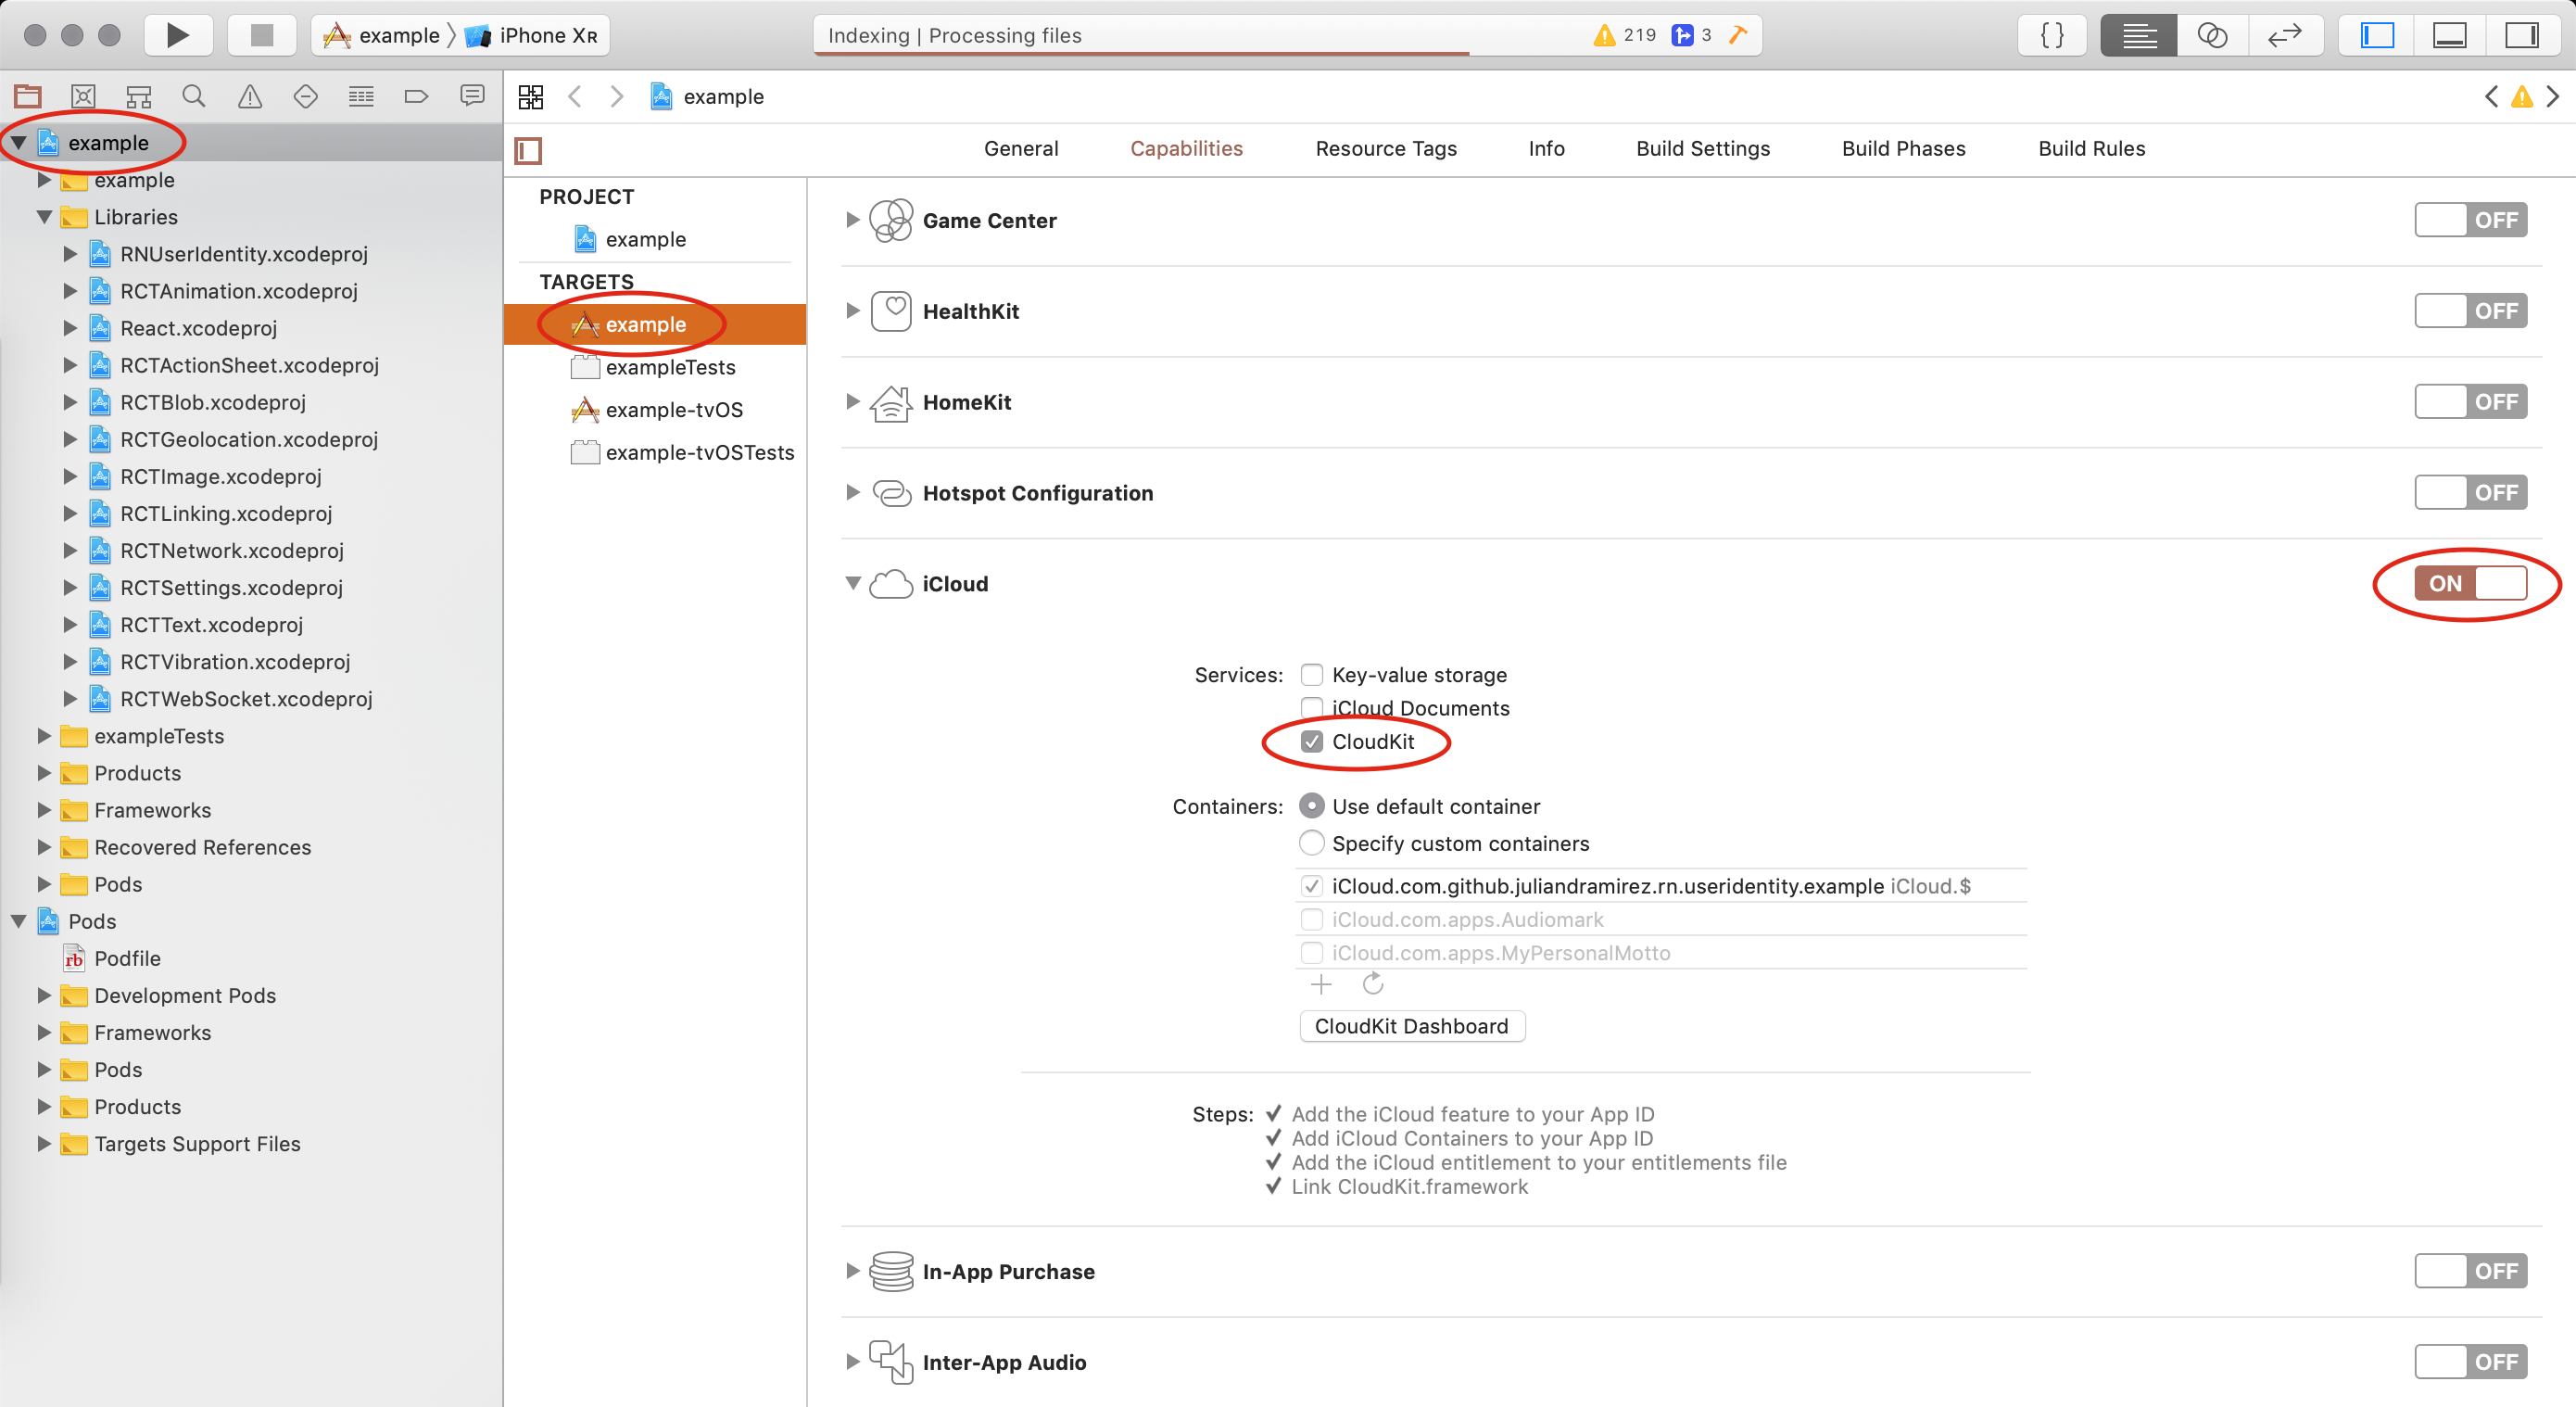 example 〉 iPhone Xʀ
Indexing | Processing files
219
3
{ }
example
example
Libraries
RNUserIdentity.xcodeproj
RCTAnimation.xcodeproj
React.xcodeproj
RCTActionSheet.xcodeproj
RCTBlob.xcodeproj
RCTGeolocation.xcodeproj
RCTImage.xcodeproj
RCTLinking.xcodeproj
RCTNetwork.xcodeproj
RCTSettings.xcodeproj
RCTText.xcodeproj
RCTVibration.xcodeproj
RCTWebSocket.xcodeproj
exampleTests
Products
Frameworks
Recovered References
Pods
Pods
rb Podfile
Development Pods
Frameworks
Pods
Products
Targets Support Files
example
General Capabilities Resource Tags Info Build Settings Build Phases Build Rules
PROJECT
example
TARGETS
example
exampleTests
example-tvOS
example-tvOSTests
Game Center OFF
HealthKit OFF
HomeKit OFF
Hotspot Configuration OFF
iCloud ON
Services: Key-value storage
iCloud Documents
CloudKit
Containers: Use default container
Specify custom containers
iCloud.com.github.juliandramirez.rn.useridentity.example iCloud.$
iCloud.com.apps.Audiomark
iCloud.com.apps.MyPersonalMotto
CloudKit Dashboard
Steps: ✓ Add the iCloud feature to your App ID
✓ Add iCloud Containers to your App ID
✓ Add the iCloud entitlement to your entitlements file
✓ Link CloudKit.framework
In-App Purchase OFF
Inter-App Audio OFF